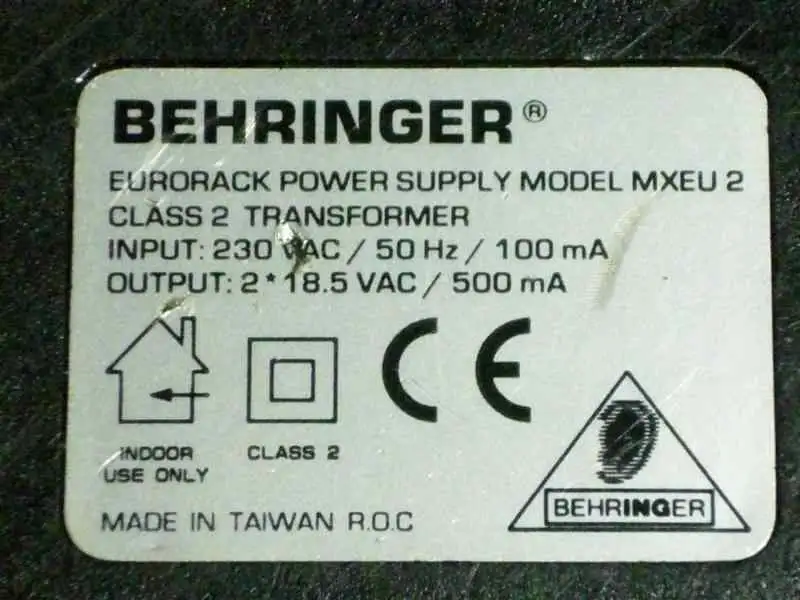 BEHRINGER®
EURORACK POWER SUPPLY MODEL MXEU 2
CLASS 2 TRANSFORMER
INPUT: 230 VAC / 50 Hz / 100 mA
OUTPUT: 2 * 18.5 VAC / 500 mA
CE
INDOOR
USE ONLY
CLASS 2
BEHRINGER
MADE IN TAIWAN R.O.C